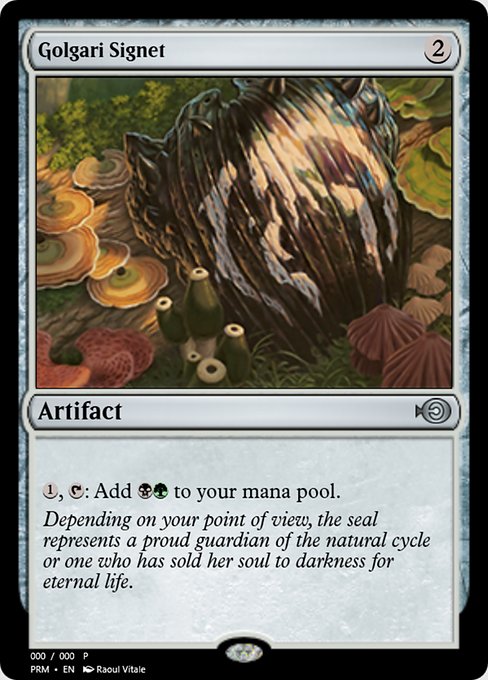 Golgari Signet 2
Artifact
1, T: Add BG to your mana pool.
Depending on your point of view, the seal
represents a proud guardian of the natural cycle
or one who has sold her soul to darkness for
eternal life.
000 / 000 P
PRM • EN Raoul Vitale